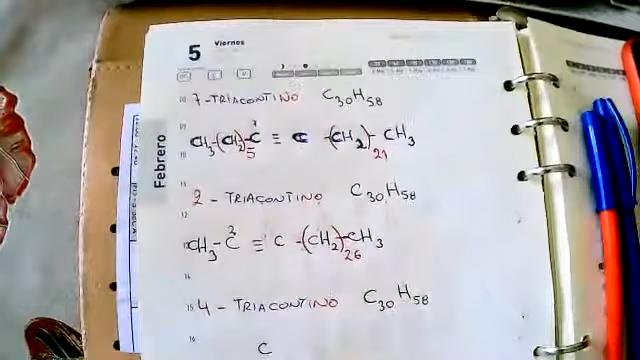 5 Viernes
7-TRIACONTINO C30H58
CH3-(CH2)5-C ≡ C-(CH2)21-CH3
Febrero
2-TRIACONTINO C30H58
CH3-C ≡ C-(CH2)26-CH3
4-TRIACONTINO C30H58
C